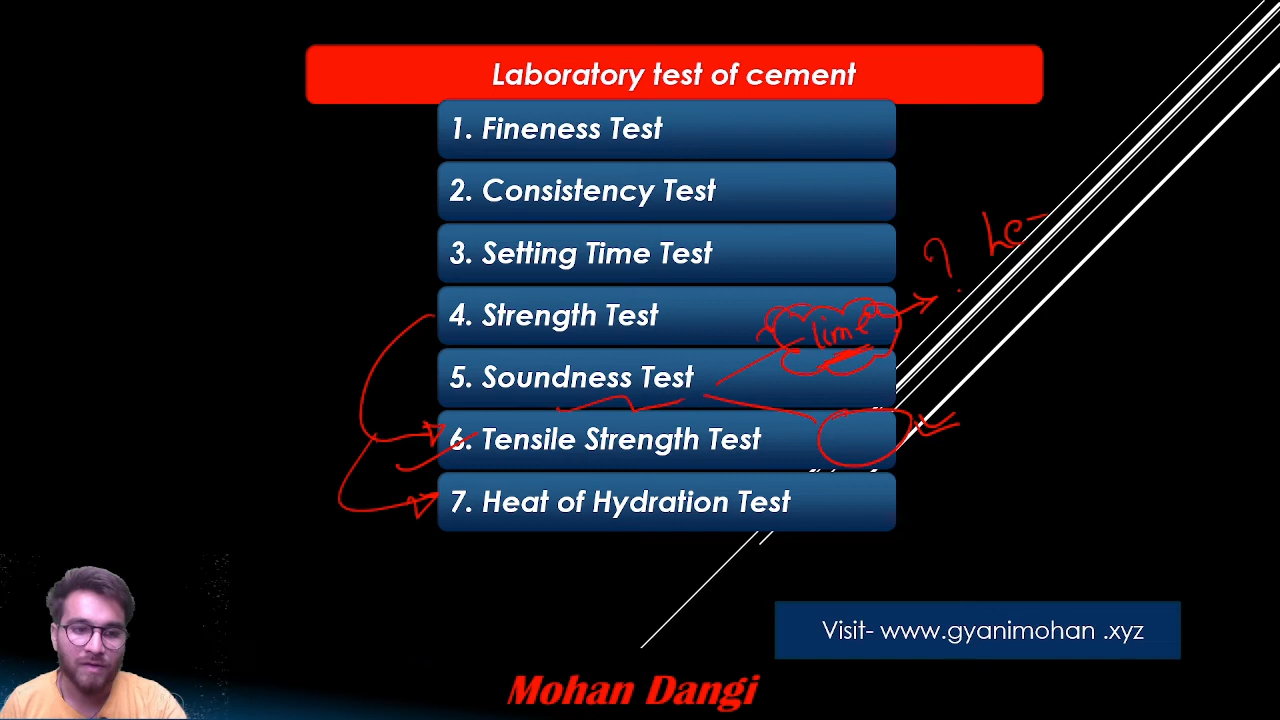 Laboratory test of cement
1. Fineness Test
2. Consistency Test
3. Setting Time Test
? he
4. Strength Test
lime
5. Soundness Test
6. Tensile Strength Test
7. Heat of Hydration Test
Visit- www.gyanimohan .xyz
Mohan Dangi